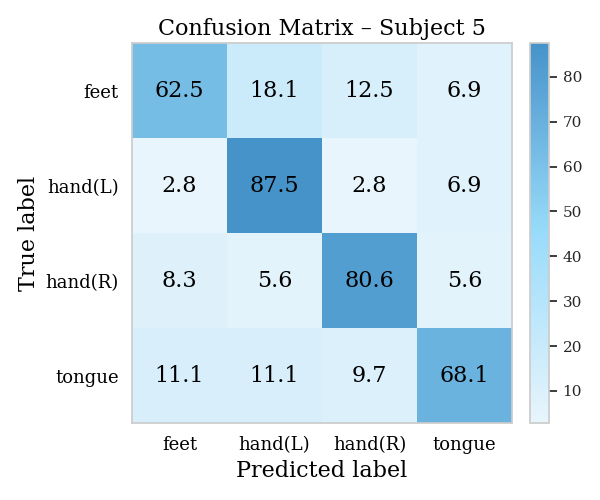 Confusion Matrix – Subject 5
True label
feet 62.5 18.1 12.5 6.9
hand(L) 2.8 87.5 2.8 6.9
hand(R) 8.3 5.6 80.6 5.6
tongue 11.1 11.1 9.7 68.1
feet hand(L) hand(R) tongue
Predicted label
80
70
60
50
40
30
20
10